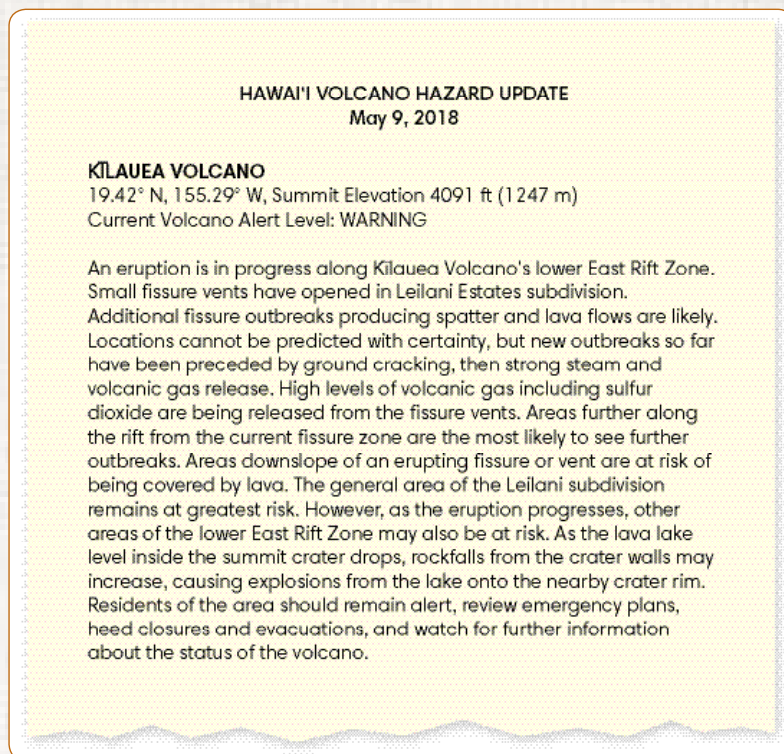 HAWAI'I VOLCANO HAZARD UPDATE
May 9, 2018
KĪLAUEA VOLCANO
19.42° N, 155.29° W, Summit Elevation 4091 ft (1247 m)
Current Volcano Alert Level: WARNING
An eruption is in progress along Kīlauea Volcano's lower East Rift Zone.
Small fissure vents have opened in Leilani Estates subdivision.
Additional fissure outbreaks producing spatter and lava flows are likely.
Locations cannot be predicted with certainty, but new outbreaks so far
have been preceded by ground cracking, then strong steam and
volcanic gas release. High levels of volcanic gas including sulfur
dioxide are being released from the fissure vents. Areas further along
the rift from the current fissure zone are the most likely to see further
outbreaks. Areas downslope of an erupting fissure or vent are at risk of
being covered by lava. The general area of the Leilani subdivision
remains at greatest risk. However, as the eruption progresses, other
areas of the lower East Rift Zone may also be at risk. As the lava lake
level inside the summit crater drops, rockfalls from the crater walls may
increase, causing explosions from the lake onto the nearby crater rim.
Residents of the area should remain alert, review emergency plans,
heed closures and evacuations, and watch for further information
about the status of the volcano.